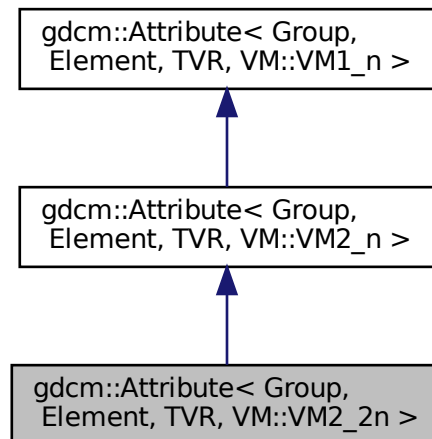 gdcm::Attribute< Group,
Element, TVR, VM::VM1_n >
gdcm::Attribute< Group,
Element, TVR, VM::VM2_n >
gdcm::Attribute< Group,
Element, TVR, VM::VM2_2n >